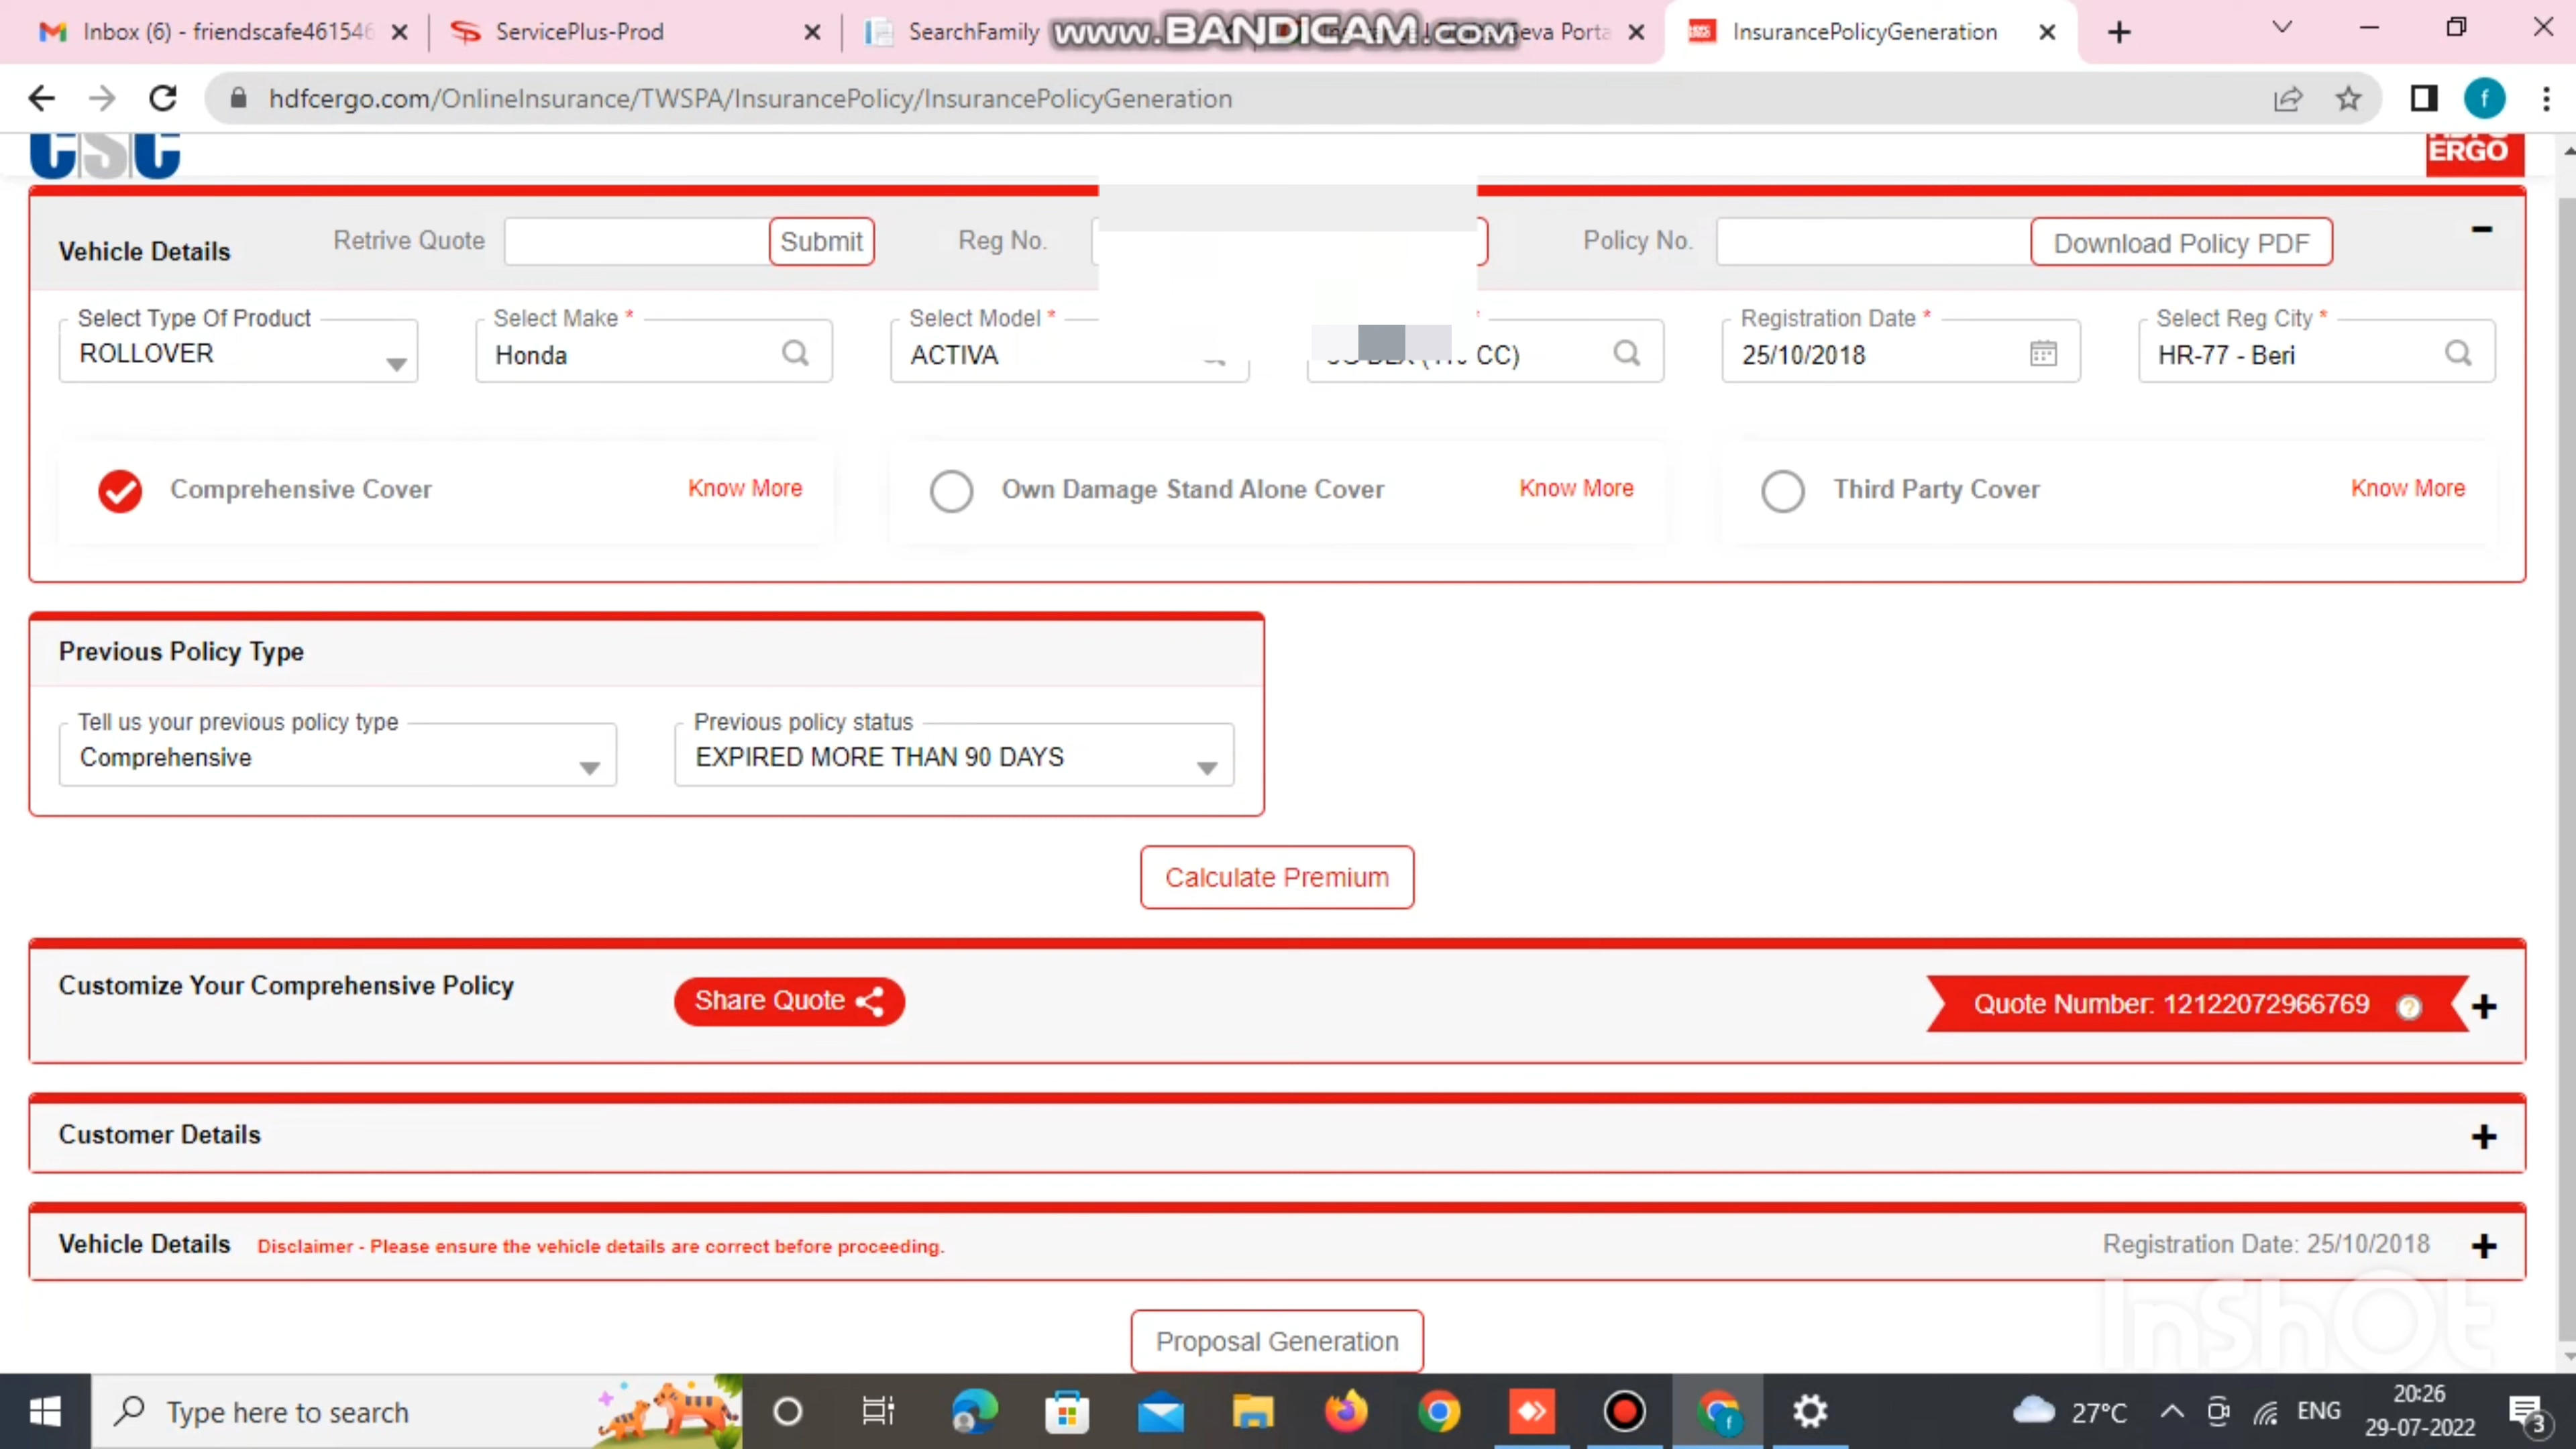 Inbox (6) - friendscafe461546
ServicePlus-Prod
SearchFamily
www.BANDICAM.com
Seva Porta
InsurancePolicyGeneration
hdfcergo.com/OnlineInsurance/TWSPA/InsurancePolicy/InsurancePolicyGeneration
f
CSC
ERGO
Vehicle Details
Retrive Quote
Submit
Reg No.
Policy No.
Download Policy PDF
Select Type Of Product
ROLLOVER
Select Make *
Honda
Select Model *
ACTIVA
CC)
Registration Date *
25/10/2018
Select Reg City *
HR-77 - Beri
Comprehensive Cover
Know More
Own Damage Stand Alone Cover
Know More
Third Party Cover
Know More
Previous Policy Type
Tell us your previous policy type
Comprehensive
Previous policy status
EXPIRED MORE THAN 90 DAYS
Calculate Premium
Customize Your Comprehensive Policy
Share Quote
Quote Number: 12122072966769
Customer Details
Vehicle Details
Disclaimer - Please ensure the vehicle details are correct before proceeding.
Registration Date: 25/10/2018
InShOt
Proposal Generation
Type here to search
27°C
ENG
20:26
29-07-2022
3